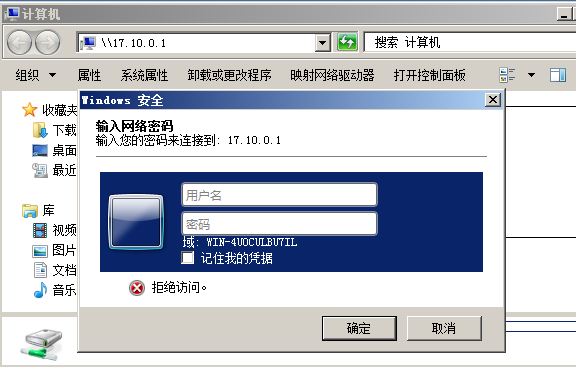 计算机
\\17.10.0.1
搜索 计算机
组织 属性 系统属性 卸载或更改程序 映射网络驱动器 打开控制面板
收藏夹
下载
桌面
最近
库
视频
图片
文档
音乐
Windows 安全
输入网络密码
输入您的密码来连接到: 17.10.0.1
用户名
密码
域: WIN-4UOCULBU7IL
记住我的凭据
拒绝访问。
确定 取消